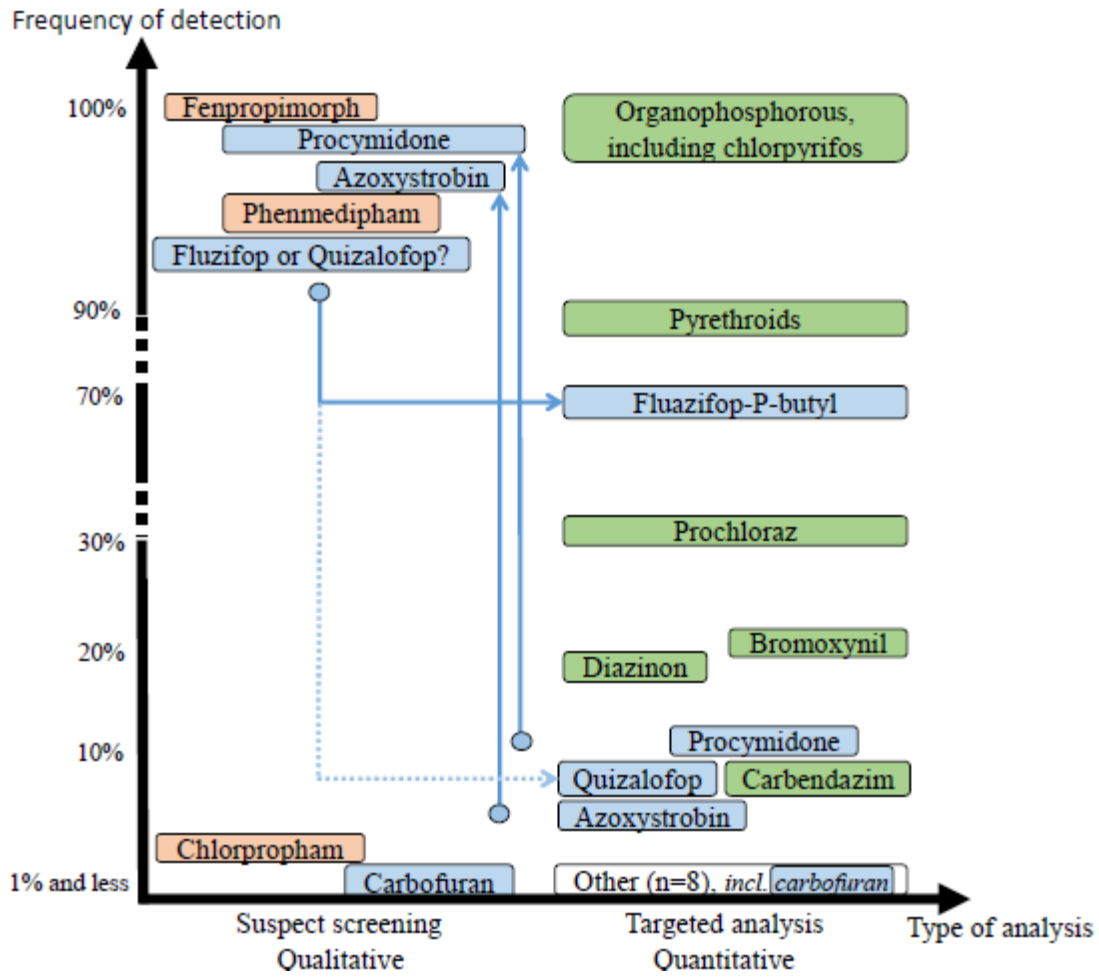 Frequency of detection
100%
Fenpropimorph
Organophosphorous,
including chlorpyrifos
Procymidone
Azoxystrobin
Phenmedipham
Fluzifop or Quizalofop?
90%
Pyrethroids
70%
Fluazifop-P-butyl
30%
Prochloraz
20%
Bromoxynil
Diazinon
10%
Procymidone
Quizalofop
Carbendazim
Azoxystrobin
Chlorpropham
1% and less
Carbofuran
Other (n=8), incl. carbofuran
Suspect screening
Qualitative
Targeted analysis
Quantitative
Type of analysis